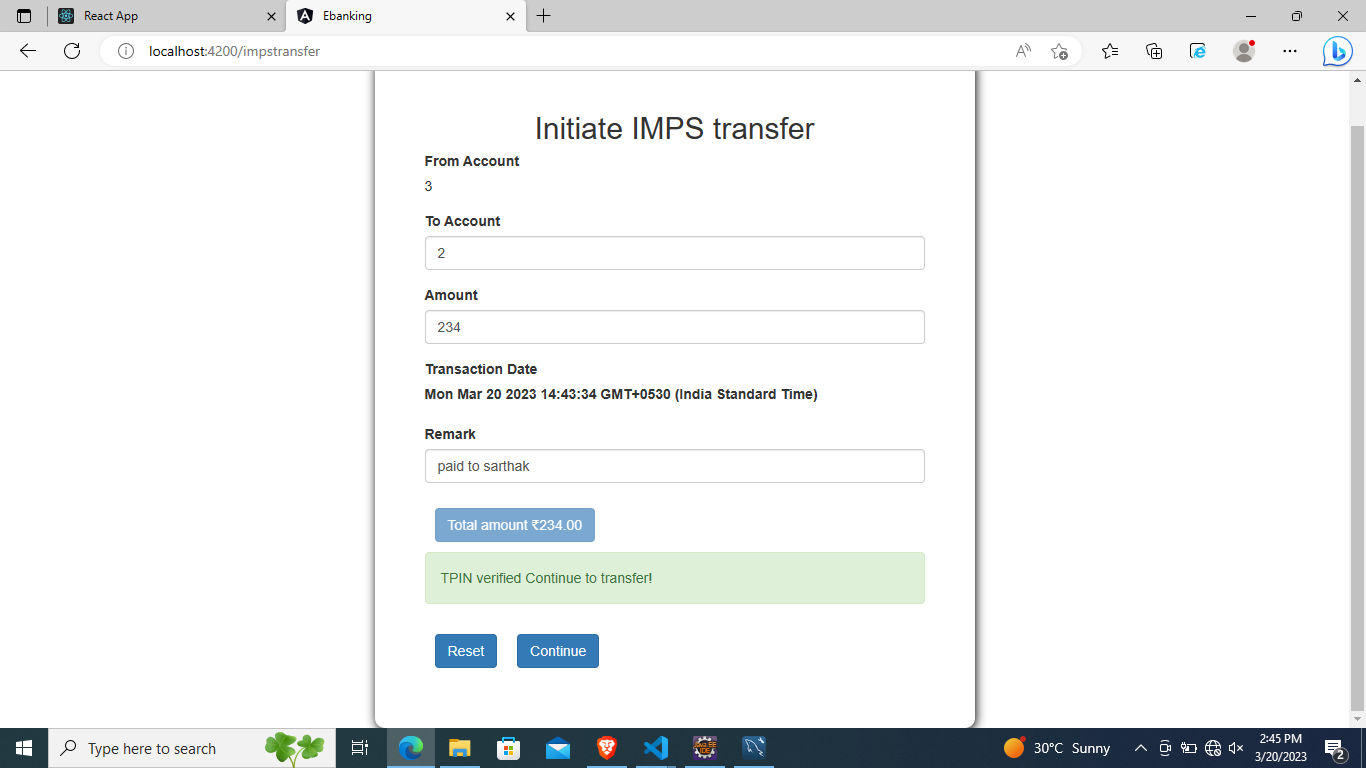 React App
Ebanking
localhost:4200/impstransfer
Initiate IMPS transfer
From Account
3
To Account
2
Amount
234
Transaction Date
Mon Mar 20 2023 14:43:34 GMT+0530 (India Standard Time)
Remark
paid to sarthak
Total amount ₹234.00
TPIN verified Continue to transfer!
Reset
Continue
Type here to search
30°C Sunny
2:45 PM
3/20/2023
2